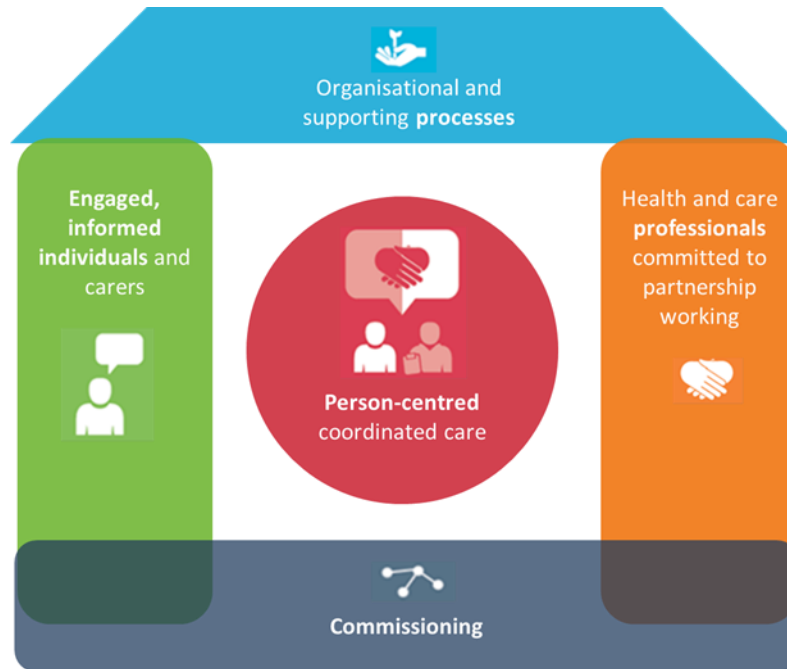 Organisational and
supporting processes
Engaged,
informed
individuals and
carers
Health and care
professionals
committed to
partnership
working
Person-centred
coordinated care
Commissioning